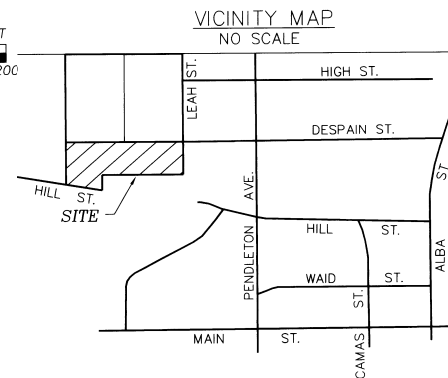 VICINITY MAP
NO SCALE
T
200
LEAH ST.
HIGH ST.
DESPAIN ST.
HILL ST.
SITE
PENDLETON AVE.
HILL ST.
ALBA ST
WAID ST.
MAIN ST.
CAMAS ST.